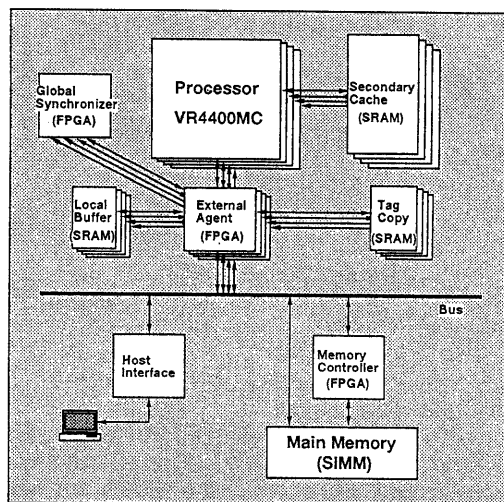 Processor
VR4400MC
Secondary
Cache
(SRAM)
Global
Synchronizer
(FPGA)
Local
Buffer
(SRAM)
External
Agent
(FPGA)
Tag
Copy
(SRAM)
Bus
Host
Interface
Memory
Controller
(FPGA)
Main Memory
(SIMM)